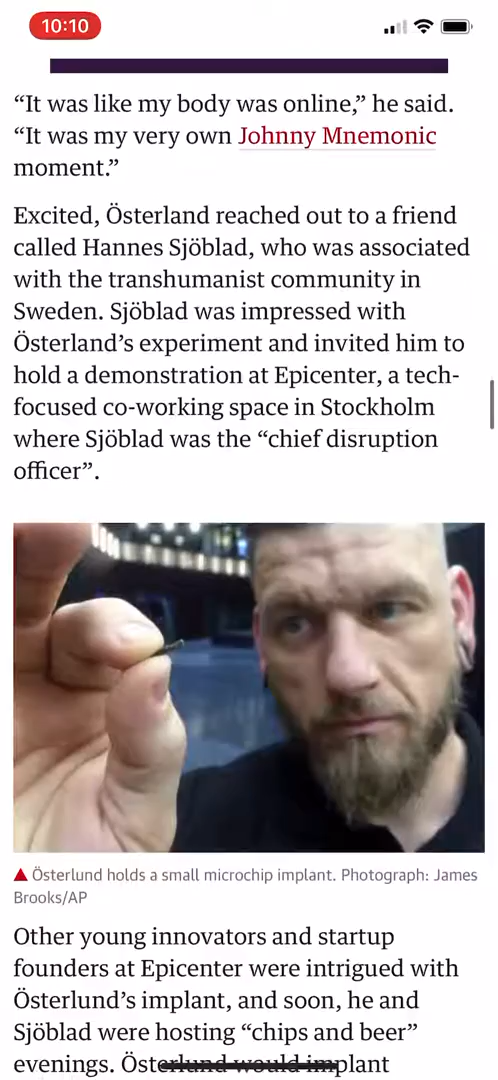 10:10
“It was like my body was online,” he said.
“It was my very own Johnny Mnemonic
moment.”
Excited, Österland reached out to a friend
called Hannes Sjöblad, who was associated
with the transhumanist community in
Sweden. Sjöblad was impressed with
Österland’s experiment and invited him to
hold a demonstration at Epicenter, a tech-
focused co-working space in Stockholm
where Sjöblad was the “chief disruption
officer”.
Österlund holds a small microchip implant. Photograph: James
Brooks/AP
Other young innovators and startup
founders at Epicenter were intrigued with
Österlund’s implant, and soon, he and
Sjöblad were hosting “chips and beer”
evenings. Österlund would implant